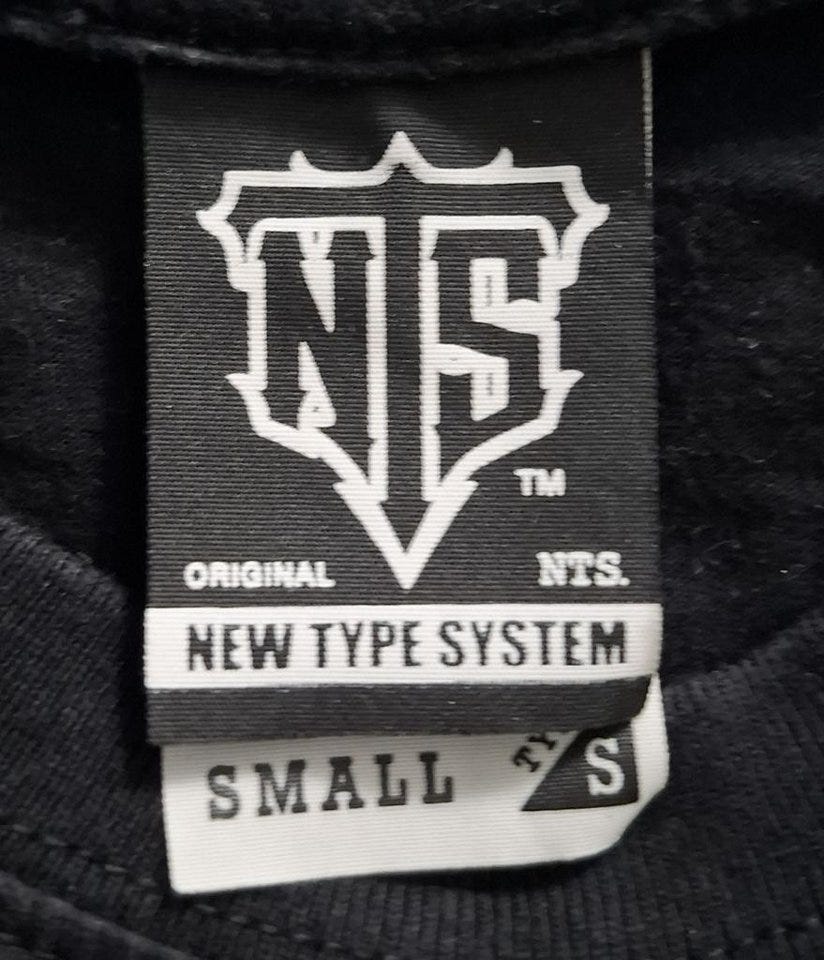 NTS
TM
ORIGINAL NTS.
NEW TYPE SYSTEM
SMALL S